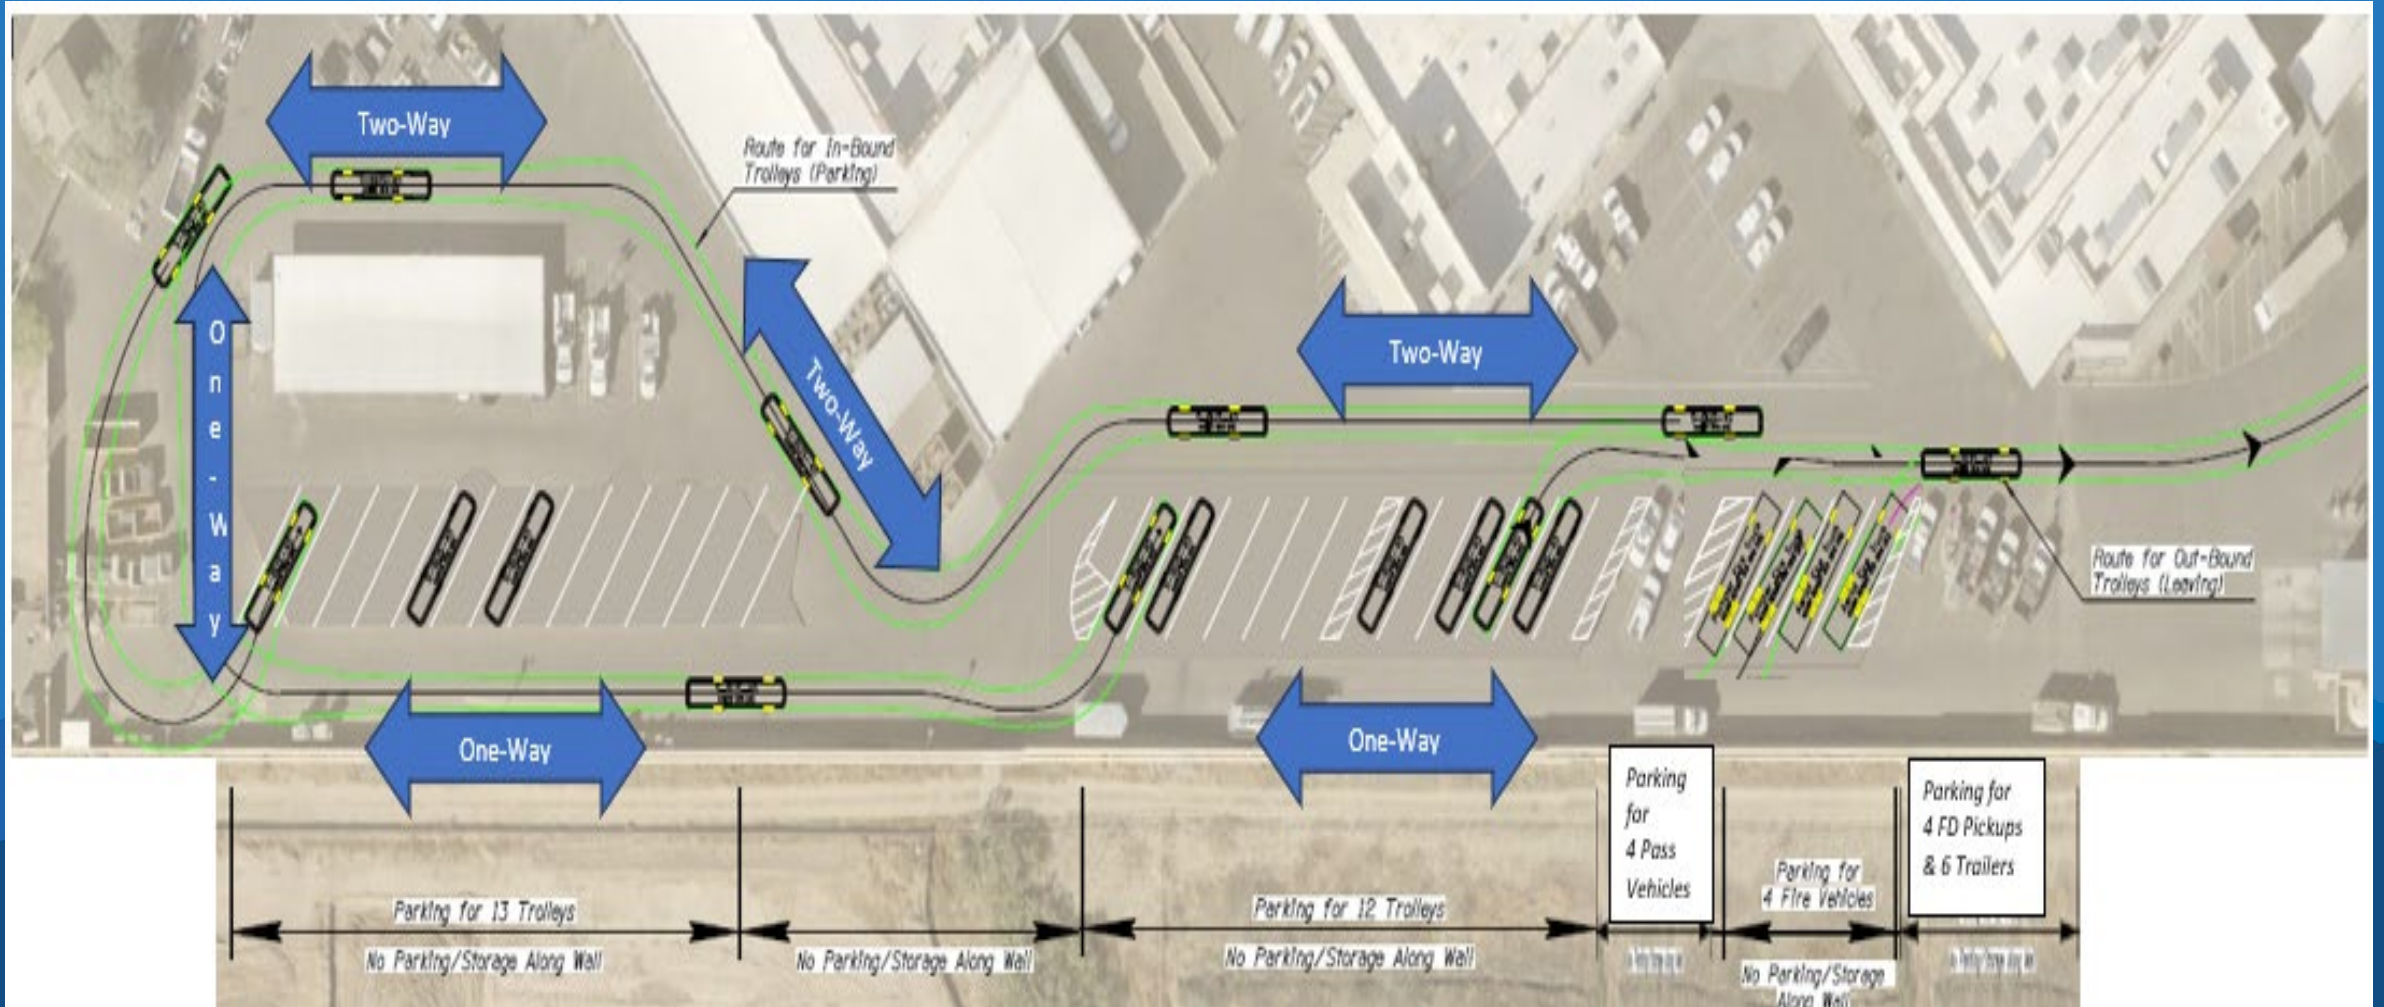 Two-Way
Route for In-Bound
Trolleys (Parking)
One-Way
Two-Way
Two-Way
Route for Out-Bound
Trolleys (Leaving)
One-Way
One-Way
Parking
for
4 Pass
Vehicles
Parking for
4 FD Pickups
& 6 Trailers
Parking for
4 Fire Vehicles
Parking for 13 Trolleys
Parking for 12 Trolleys
No Parking/Storage Along Wall
No Parking/Storage Along Wall
No Parking/Storage Along Wall
No Parking/Storage
Along Wall